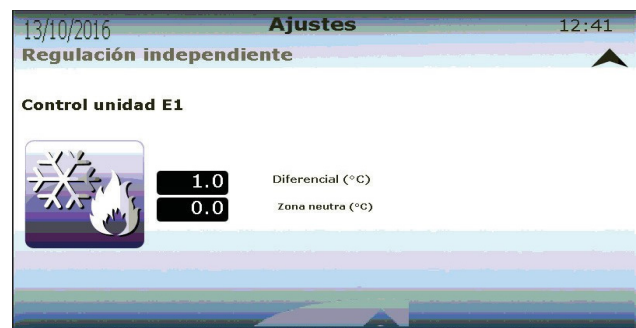 13/10/2016 Ajustes 12:41
Regulación independiente
Control unidad E1
1.0 Diferencial (°C)
0.0 Zona neutra (°C)